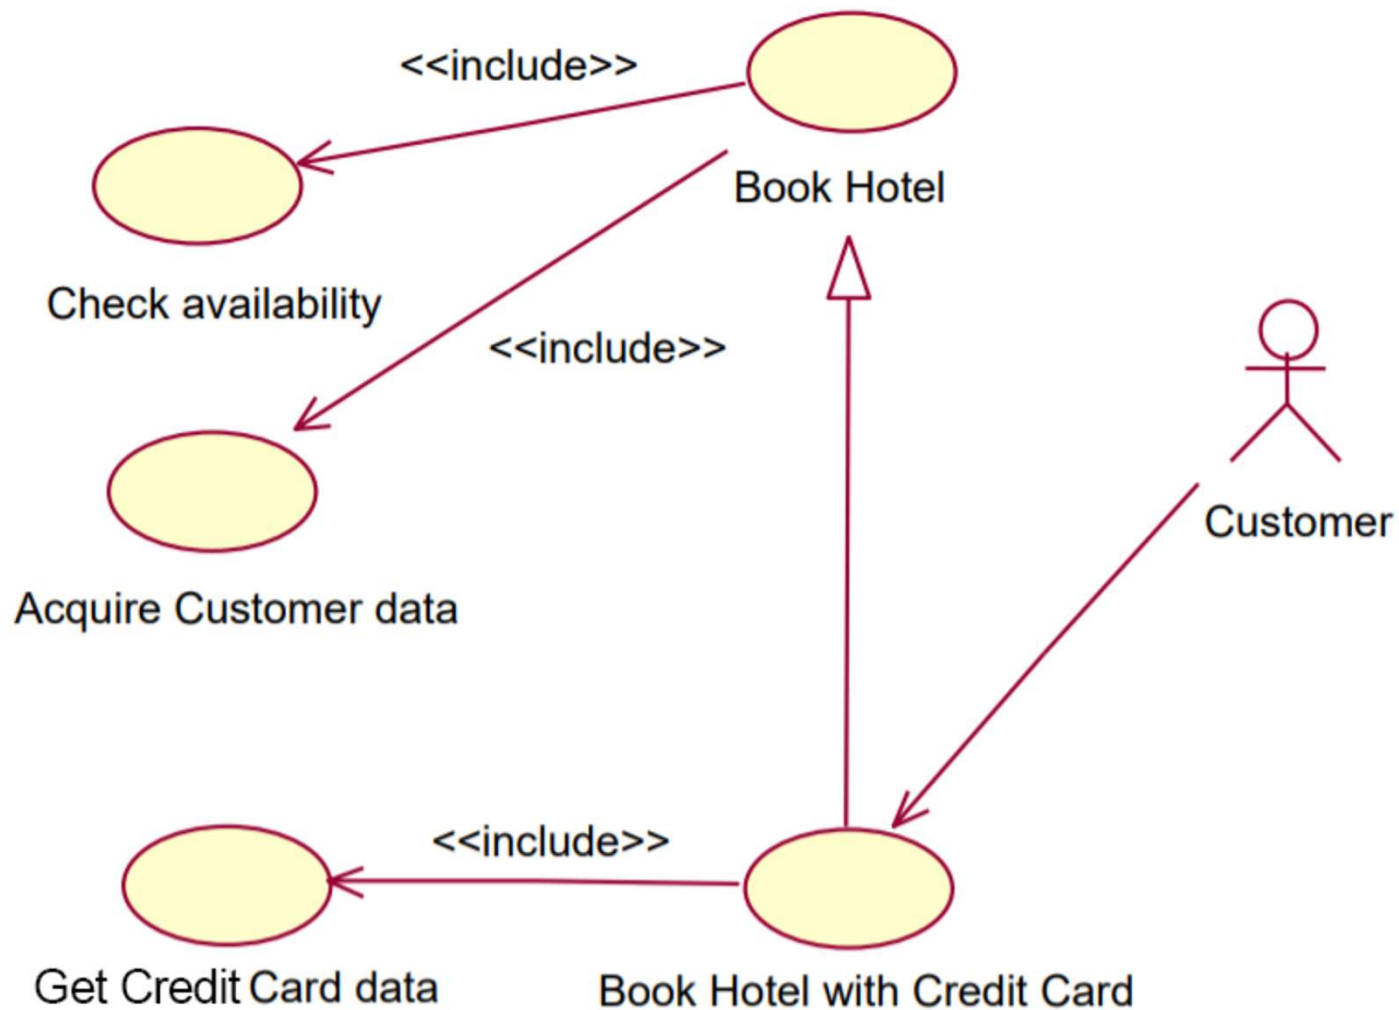 <<include>>
Book Hotel
Check availability
<<include>>
Customer
Acquire Customer data
<<include>>
Get Credit Card data
Book Hotel with Credit Card